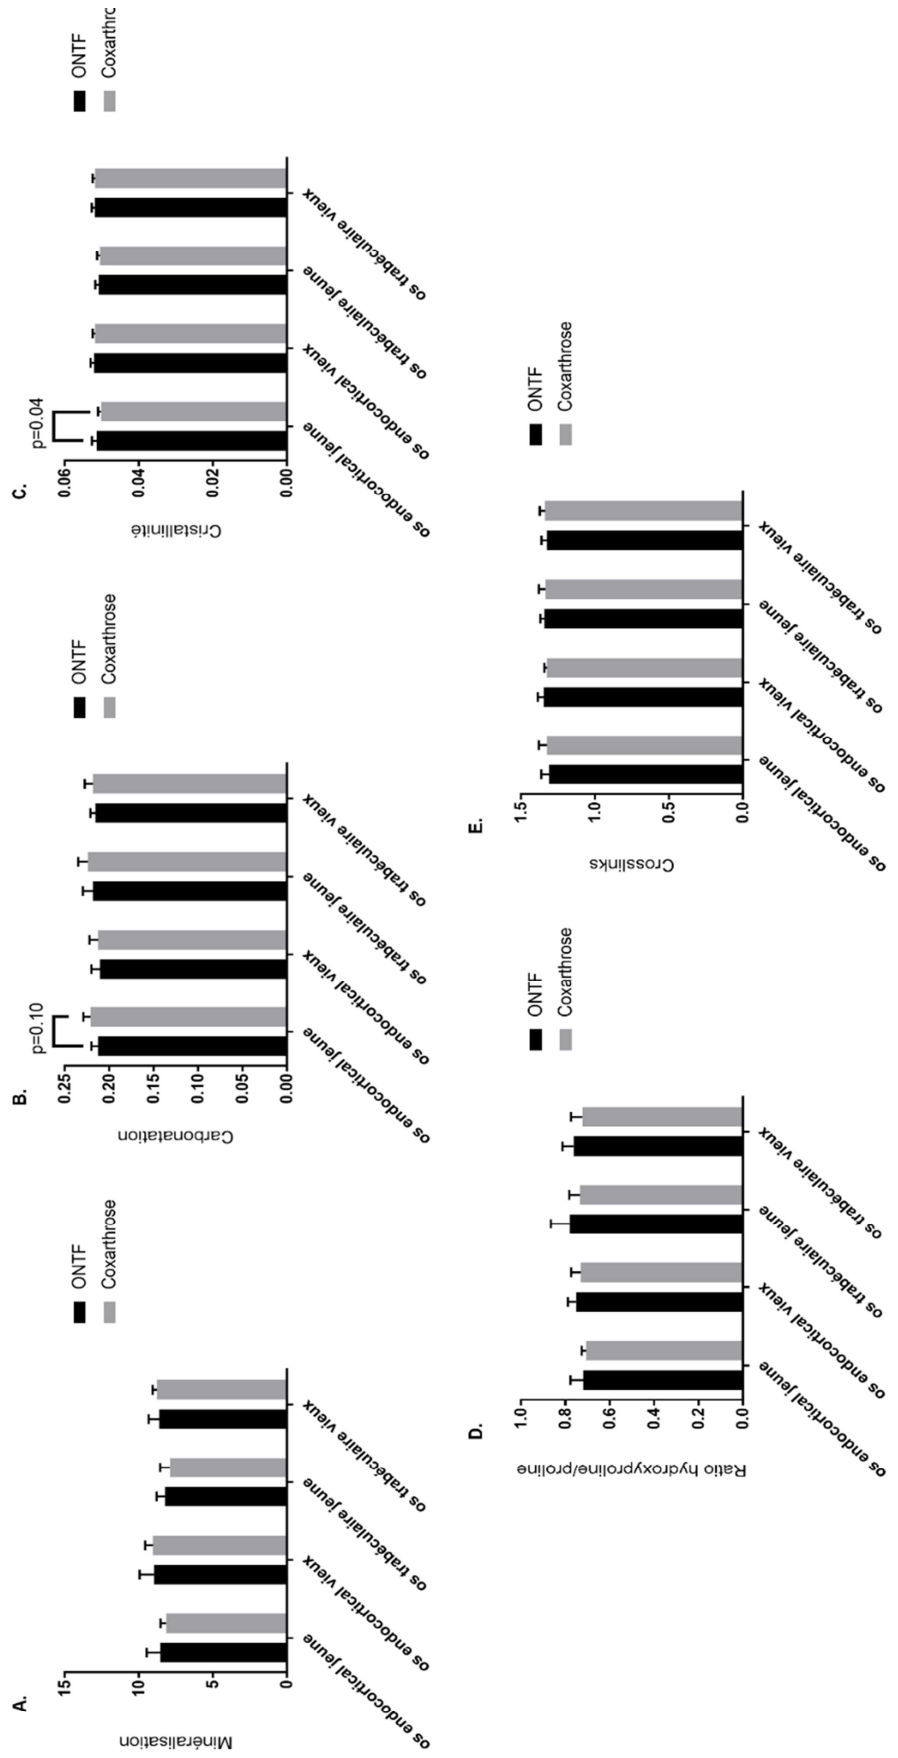 A.
Minéralisation
15
10
5
0
os endocortical jeune
os endocortical vieux
os trabéculaire jeune
os trabéculaire vieux
ONTF
Coxarthrose
B.
Carbonatation
0.25
0.20
0.15
0.10
0.05
0.00
p=0.10
os endocortical jeune
os endocortical vieux
os trabéculaire jeune
os trabéculaire vieux
ONTF
Coxarthrose
C.
Cristallinité
0.06
0.04
0.02
0.00
p=0.04
os endocortical jeune
os endocortical vieux
os trabéculaire jeune
os trabéculaire vieux
ONTF
Coxarthrc
D.
Ratio hydroxyproline/proline
1.0
0.8
0.6
0.4
0.2
0.0
os endocortical jeune
os endocortical vieux
os trabéculaire jeune
os trabéculaire vieux
ONTF
Coxarthrose
E.
Crosslinks
1.5
1.0
0.5
0.0
os endocortical jeune
os endocortical vieux
os trabéculaire jeune
os trabéculaire vieux
ONTF
Coxarthrose